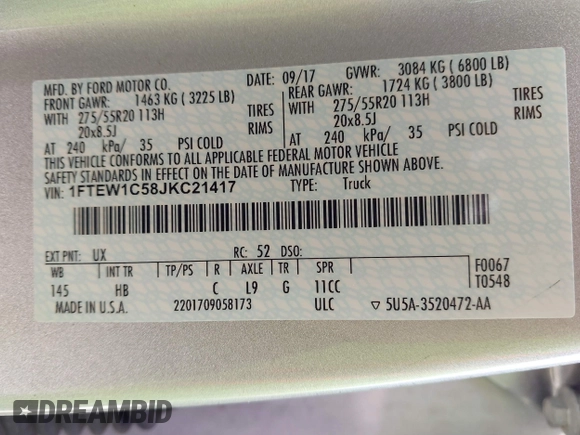 MFD. BY FORD MOTOR CO.
DATE: 09/17 GVWR: 3084 KG ( 6800 LB)
FRONT GAWR: 1463 KG ( 3225 LB) REAR GAWR: 1724 KG ( 3800 LB)
WITH 275/55R20 113H TIRES WITH 275/55R20 113H TIRES
20x8.5J RIMS 20x8.5J RIMS
AT 240 kPa/ 35 PSI COLD AT 240 kPa/ 35 PSI COLD
THIS VEHICLE CONFORMS TO ALL APPLICABLE FEDERAL MOTOR VEHICLE
SAFETY STANDARDS IN EFFECT ON THE DATE OF MANUFACTURE SHOWN ABOVE.
VIN: 1FTEW1C58JKC21417 TYPE: Truck
EXT PNT: UX RC: 52 DSO:
WB INT TR TP/PS R AXLE TR SPR F0067
145 HB C L9 G 11CC T0548
MADE IN U.S.A. 2201709058173 ULC ▽ 5U5A-3520472-AA
DREAMBID